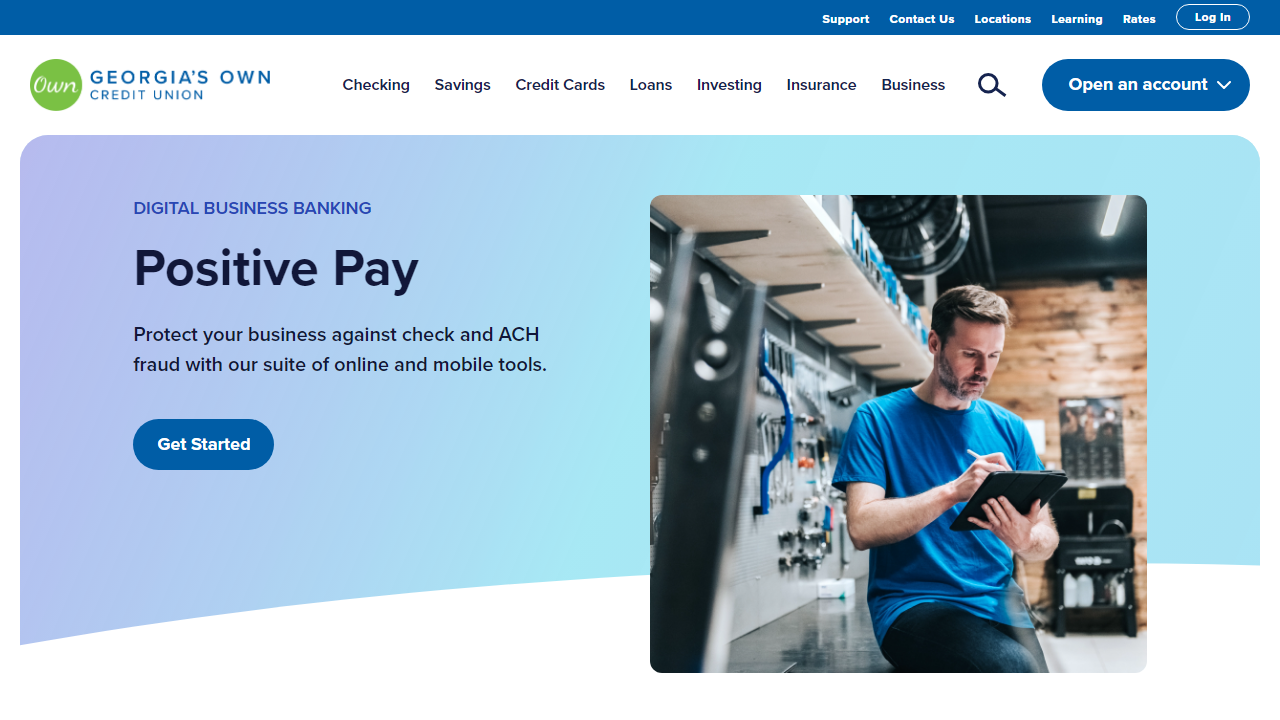 Support Contact Us Locations Learning Rates Log In
Own GEORGIA'S OWN
CREDIT UNION
Checking Savings Credit Cards Loans Investing Insurance Business Open an account
DIGITAL BUSINESS BANKING
Positive Pay
Protect your business against check and ACH
fraud with our suite of online and mobile tools.
Get Started